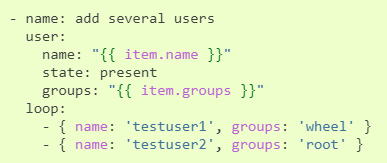 - name: add several users
  user:
    name: "{{ item.name }}"
    state: present
    groups: "{{ item.groups }}"
  loop:
    - { name: 'testuser1', groups: 'wheel' }
    - { name: 'testuser2', groups: 'root' }